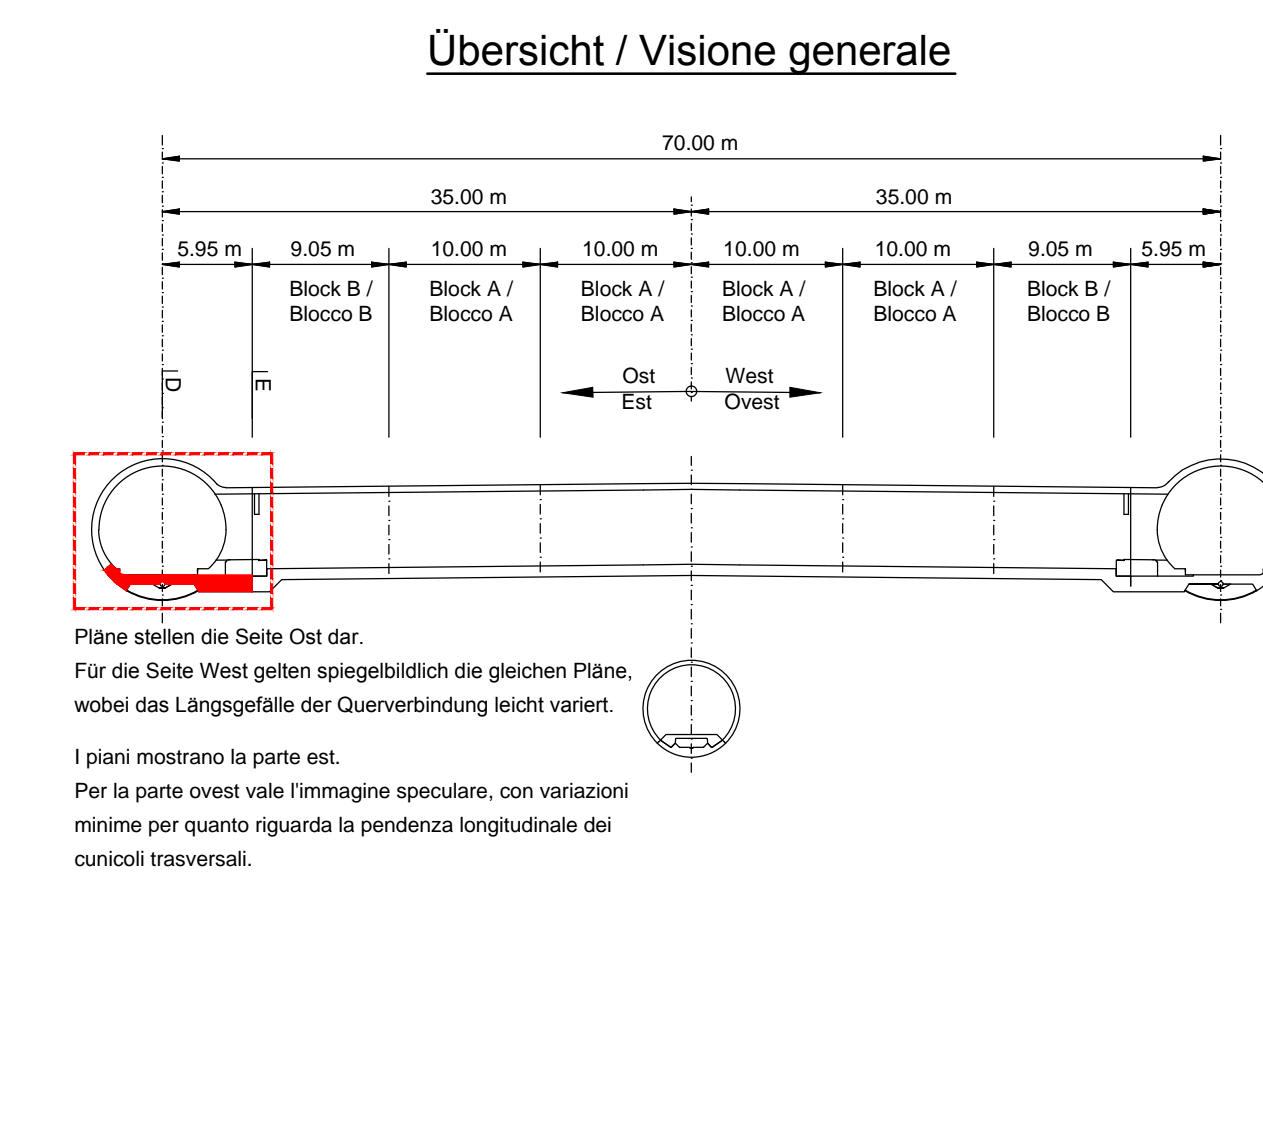 Übersicht / Visione generale
70.00 m
35.00 m 35.00 m
5.95 m 9.05 m 10.00 m 10.00 m 10.00 m 10.00 m 9.05 m 5.95 m
Block B / Block A / Block A / Block A / Block A / Block B /
Blocco B Blocco A Blocco A Blocco A Blocco A Blocco B
D E
Ost West
Est Ovest
Pläne stellen die Seite Ost dar.
Für die Seite West gelten spiegelbildlich die gleichen Pläne,
wobei das Längsgefälle der Querverbindung leicht variert.
I piani mostrano la parte est.
Per la parte ovest vale l'immagine speculare, con variazioni
minime per quanto riguarda la pendenza longitudinale dei
cunicoli trasversali.